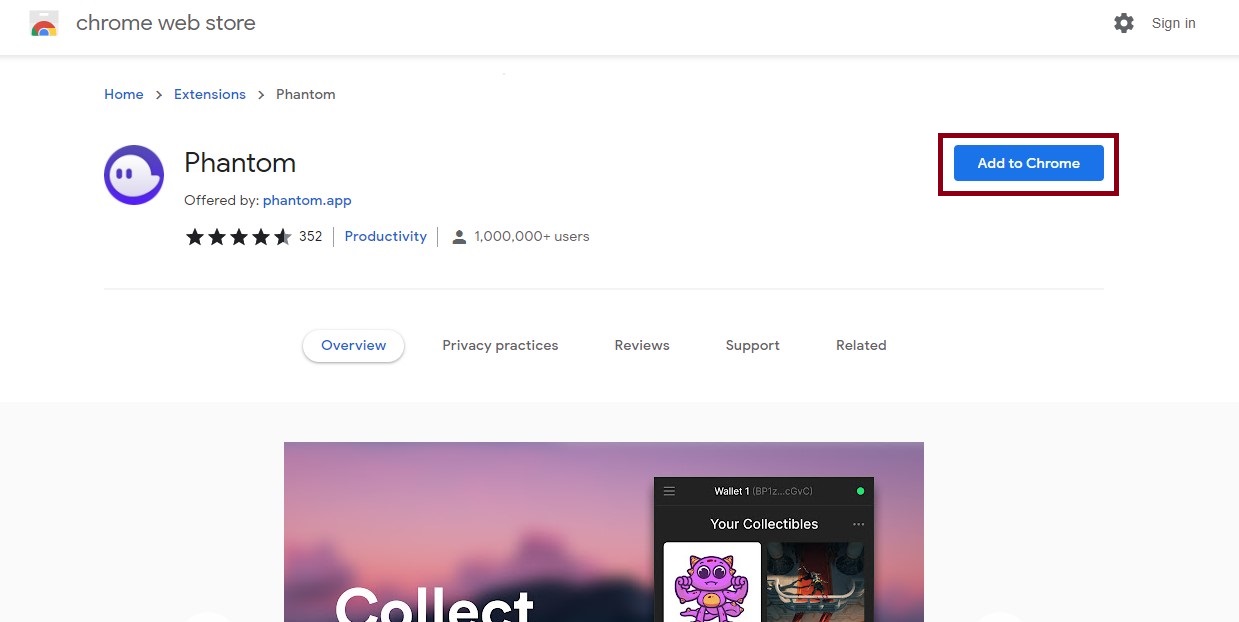 chrome web store
Sign in
Home > Extensions > Phantom
Phantom
Add to Chrome
Offered by: phantom.app
352 Productivity 1,000,000+ users
Overview Privacy practices Reviews Support Related
Wallet 1 (BP1z...cGvC)
Your Collectibles
Collect